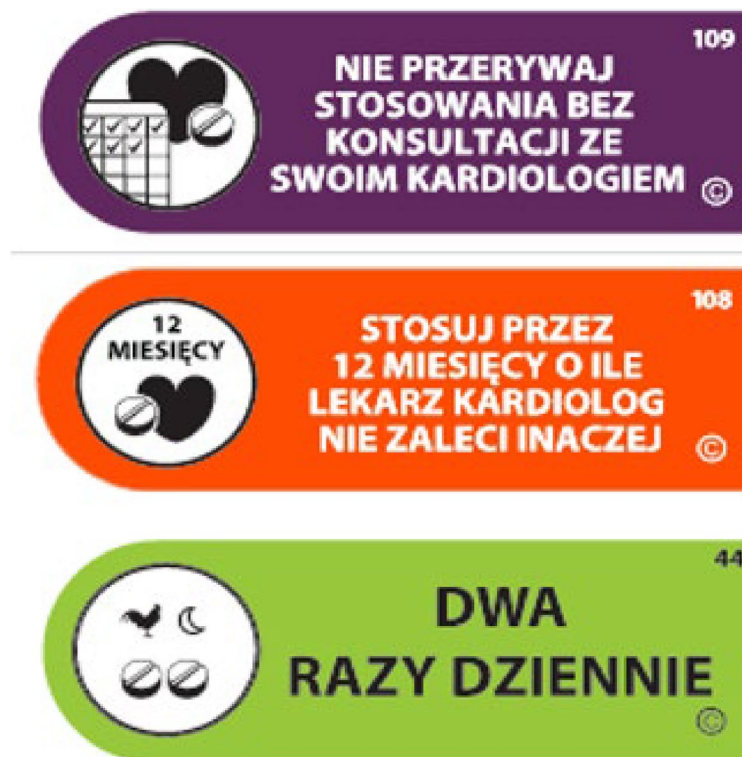 109
NIE PRZERYWAJ
STOSOWANIA BEZ
KONSULTACJI ZE
SWOIM KARDIOLOGIEM
©
108
12
MIESIĘCY
STOSUJ PRZEZ
12 MIESIĘCY O ILE
LEKARZ KARDIOLOG
NIE ZALECI INACZEJ
©
44
DWA
RAZY DZIENNIE
©